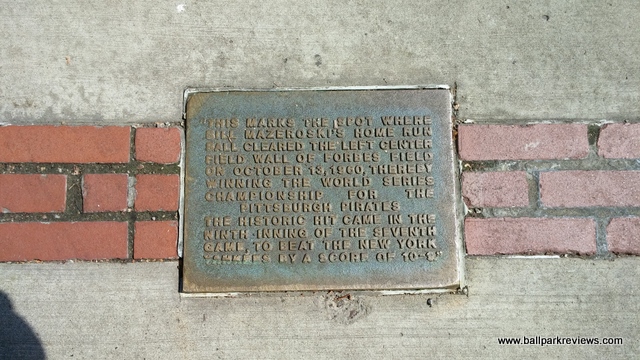 "THIS MARKS THE SPOT WHERE
BILL MAZEROSKI'S HOME RUN
BALL CLEARED THE LEFT CENTER
FIELD WALL OF FORBES FIELD
ON OCTOBER 13, 1960, THEREBY
WINNING THE WORLD SERIES
CHAMPIONSHIP FOR THE
PITTSBURGH PIRATES.
THE HISTORIC HIT CAME IN THE
NINTH INNING OF THE SEVENTH
GAME, TO BEAT THE NEW YORK
YANKEES BY A SCORE OF 10-9"
www.ballparkreviews.com